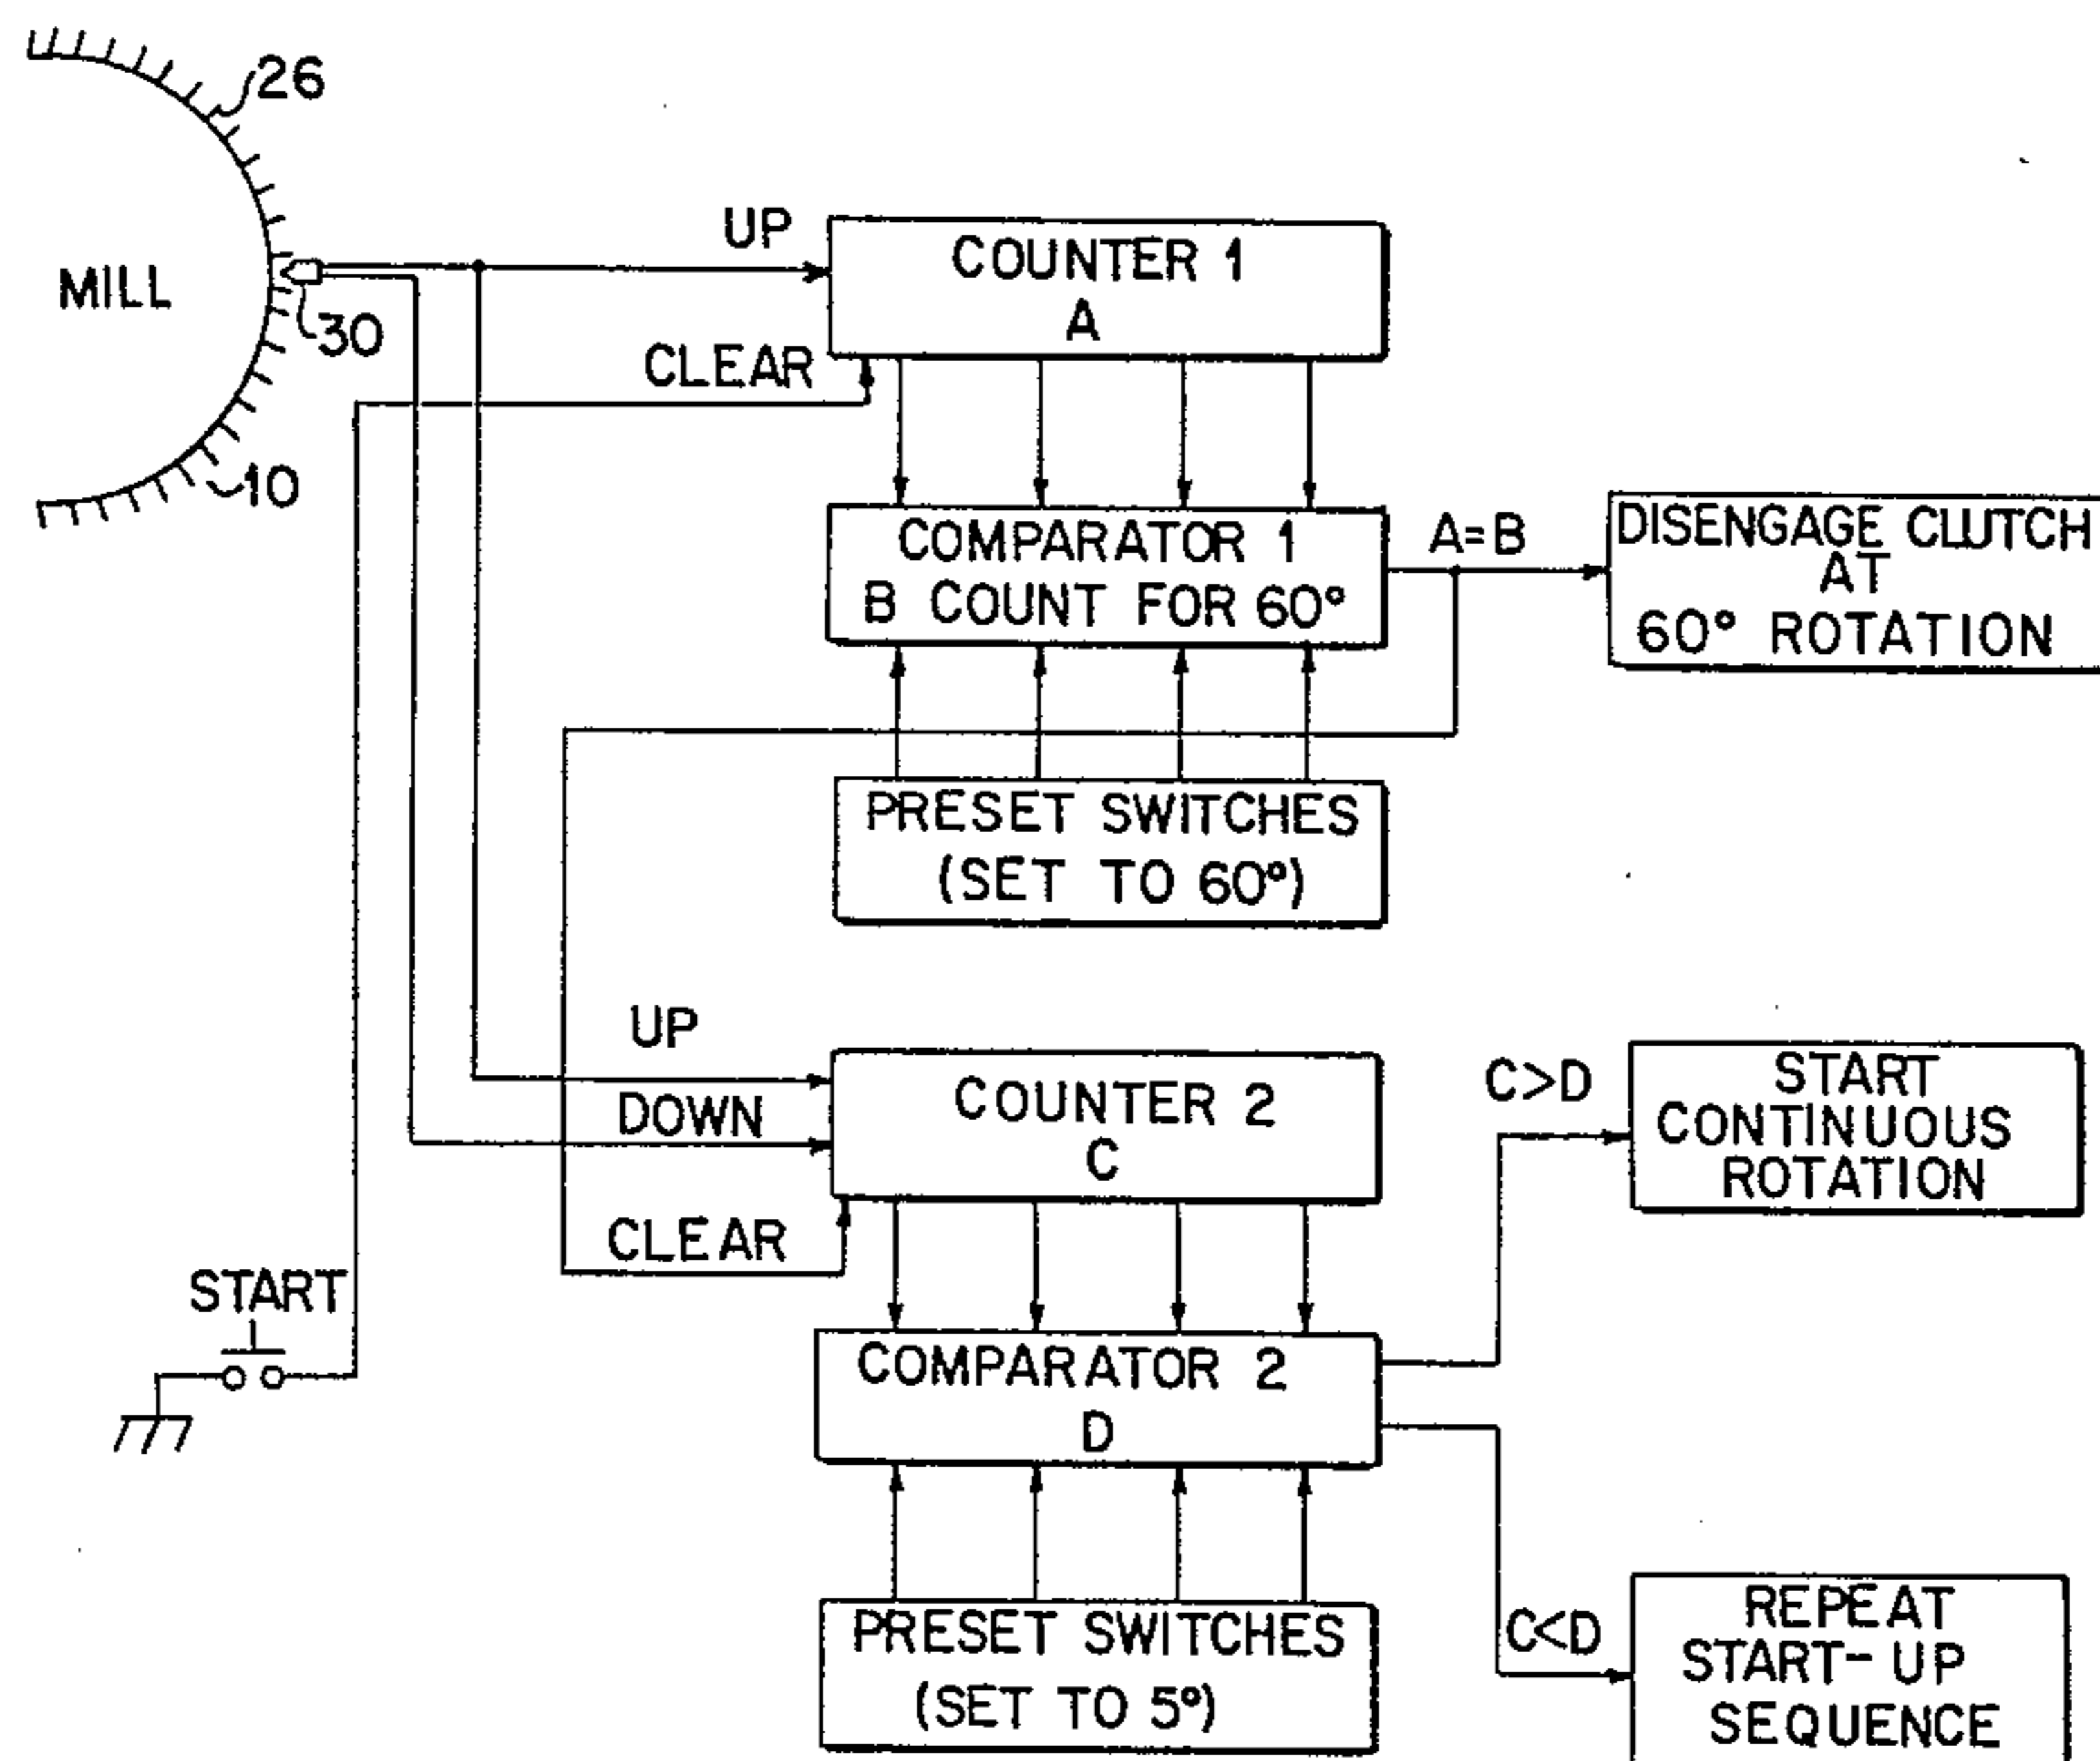 26
MILL
30
10
UP
COUNTER 1
A
CLEAR
COMPARATOR 1
B COUNT FOR 60°
A=B
DISENGAGE CLUTCH
AT
60° ROTATION
PRESET SWITCHES
(SET TO 60°)
UP
DOWN
COUNTER 2
C
CLEAR
C>D
START
CONTINUOUS
ROTATION
START
COMPARATOR 2
D
C<D
REPEAT
START-UP
SEQUENCE
PRESET SWITCHES
(SET TO 5°)